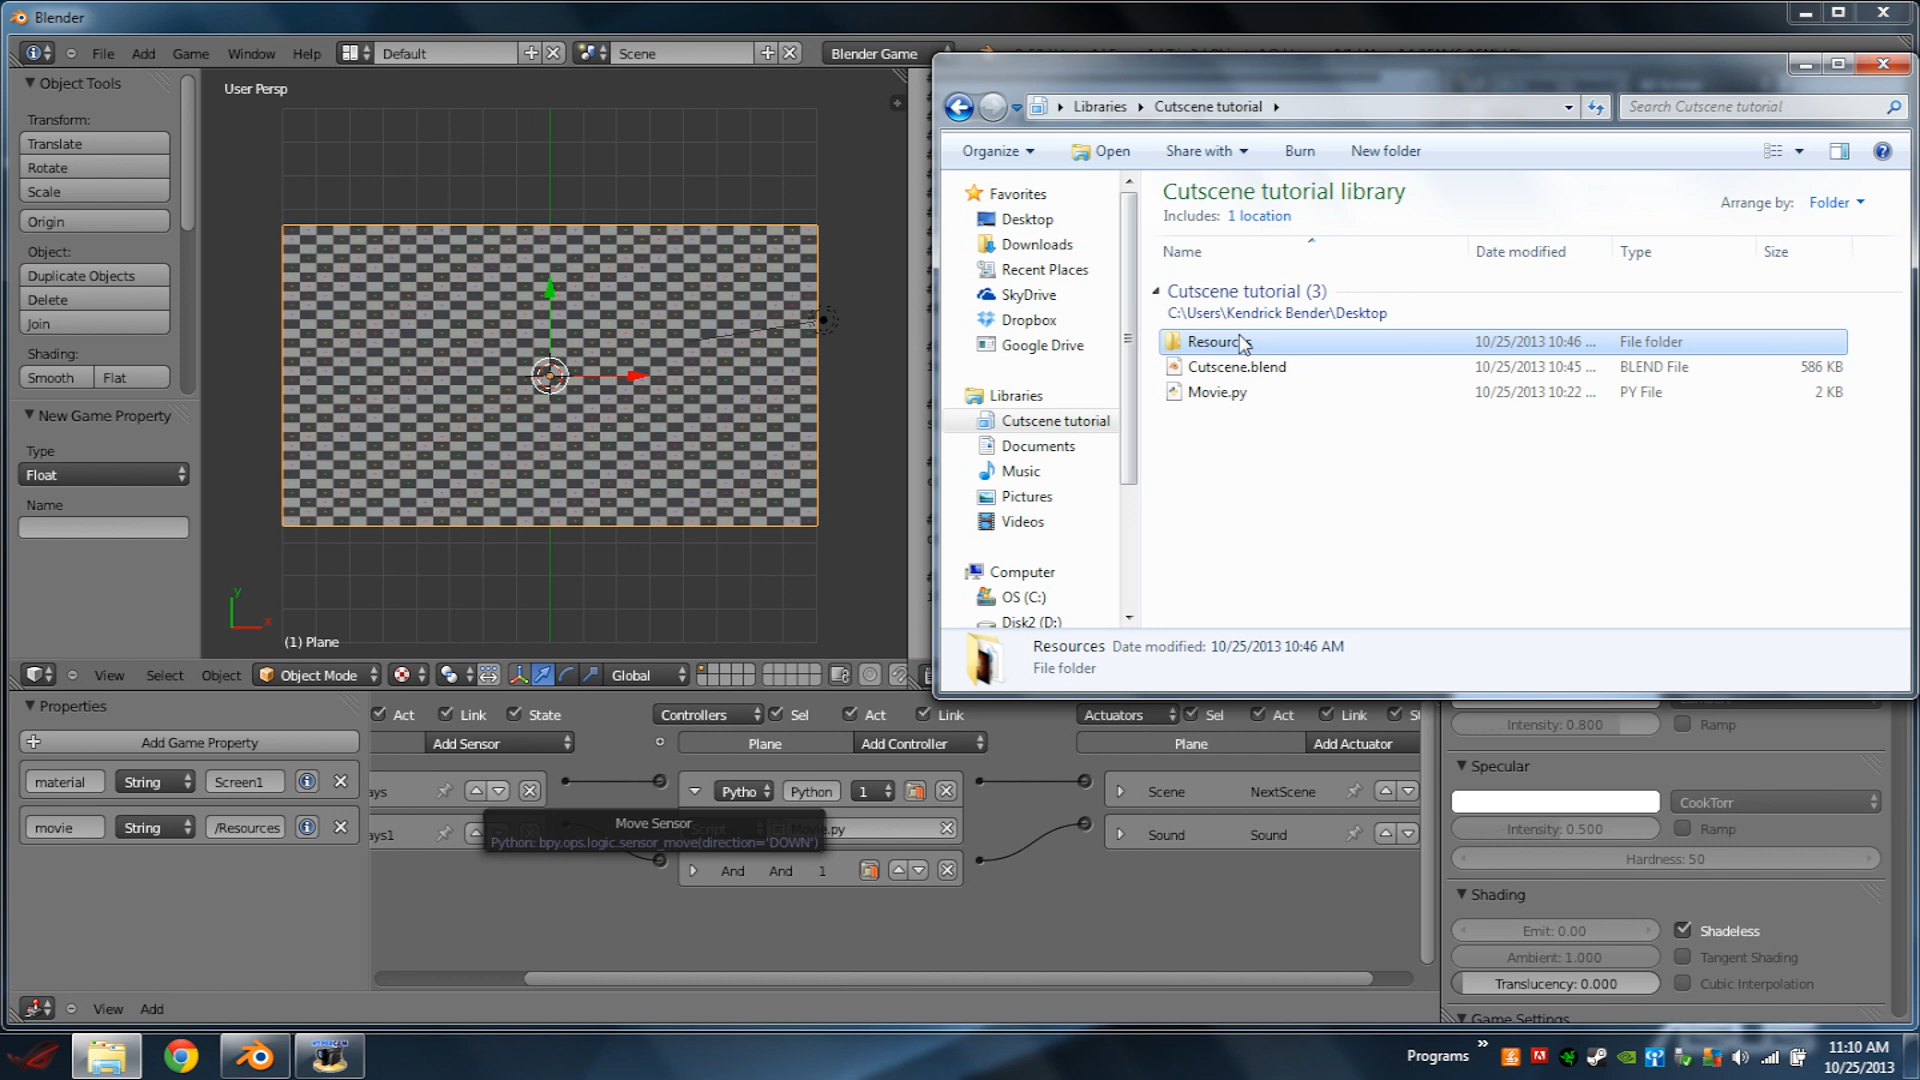 Blender
File Add Game Window Help Default Scene Blender Game
Object Tools
Transform:
Translate
Rotate
Scale
Origin
Object:
Duplicate Objects
Delete
Join
Shading:
Smooth Flat
New Game Property
Type
Float
Name
User Persp
y
x
(1) Plane
View Select Object Object Mode Global
Libraries Cutscene tutorial Search Cutscene tutorial
Organize Open Share with Burn New folder
Favorites
Desktop
Downloads
Recent Places
SkyDrive
Dropbox
Google Drive
Libraries
Cutscene tutorial
Documents
Music
Pictures
Videos
Computer
OS (C:)
Disk2 (D:)
Cutscene tutorial library
Includes: 1 location
Arrange by: Folder
Name Date modified Type Size
Cutscene tutorial (3)
C:\Users\Kendrick Bender\Desktop
Resources 10/25/2013 10:46 ... File folder
Cutscene.blend 10/25/2013 10:45 ... BLEND File 586 KB
Movie.py 10/25/2013 10:22 ... PY File 2 KB
Resources Date modified: 10/25/2013 10:46 AM
File folder
Properties
Add Game Property
material String Screen1
movie String /Resources
Act Link State
Add Sensor
ays
ays1
Controllers Sel Act Link
Plane Add Controller
Pytho Python 1
Script Movie.py
Move Sensor
Python: bpy.ops.logic.sensor_move(direction='DOWN')
And And 1
Actuators Sel Act Link St
Plane Add Actuator
Scene NextScene
Sound Sound
Intensity: 0.800 Ramp
Specular
CookTorr
Intensity: 0.500 Ramp
Hardness: 50
Shading
Emit: 0.00 Shadeless
Ambient: 1.000 Tangent Shading
Translucency: 0.000 Cubic Interpolation
Game Settings
View Add
Programs
11:10 AM
10/25/2013